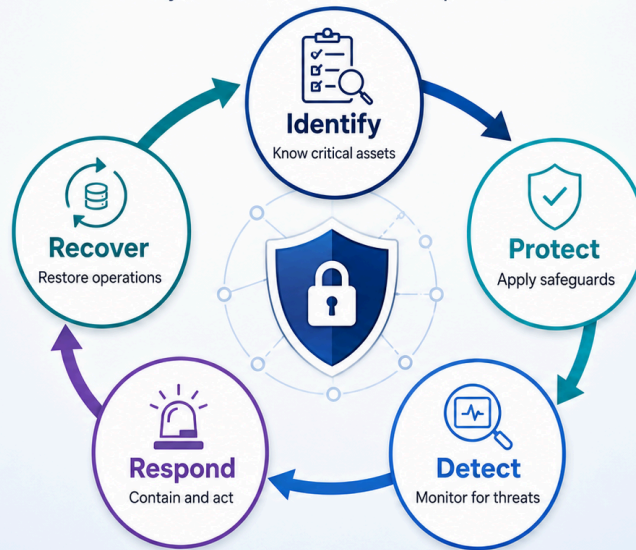 Identify
Know critical assets
Protect
Apply safeguards
Detect
Monitor for threats
Respond
Contain and act
Recover
Restore operations